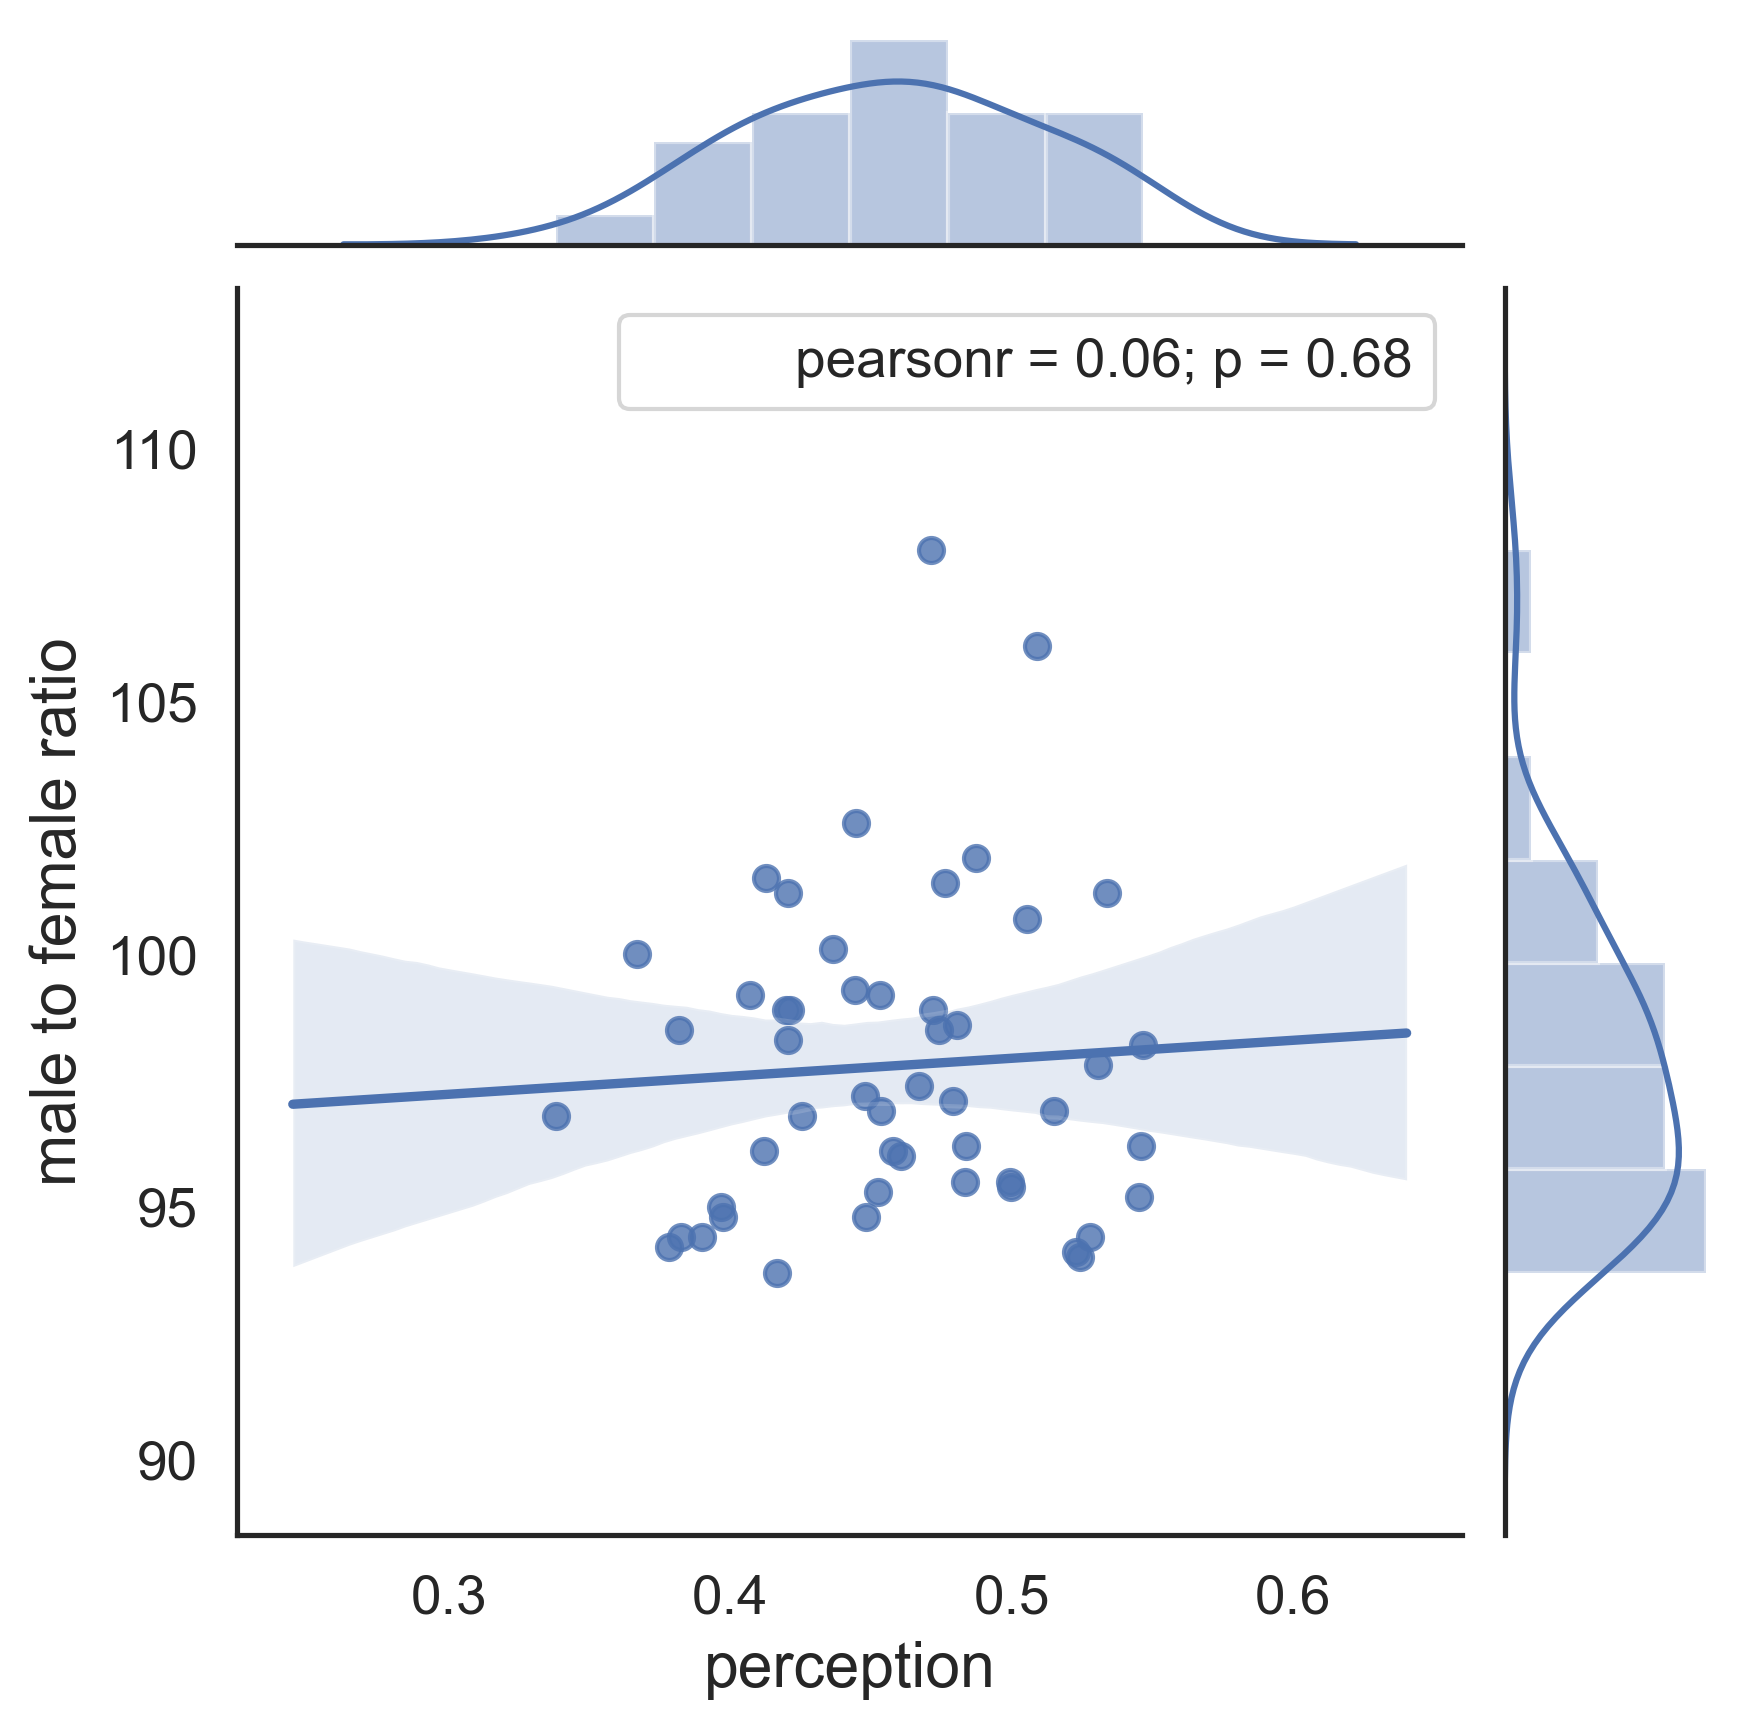 pearsonr = 0.06; p = 0.68
110
105
100
95
90
male to female ratio
0.3 0.4 0.5 0.6
perception